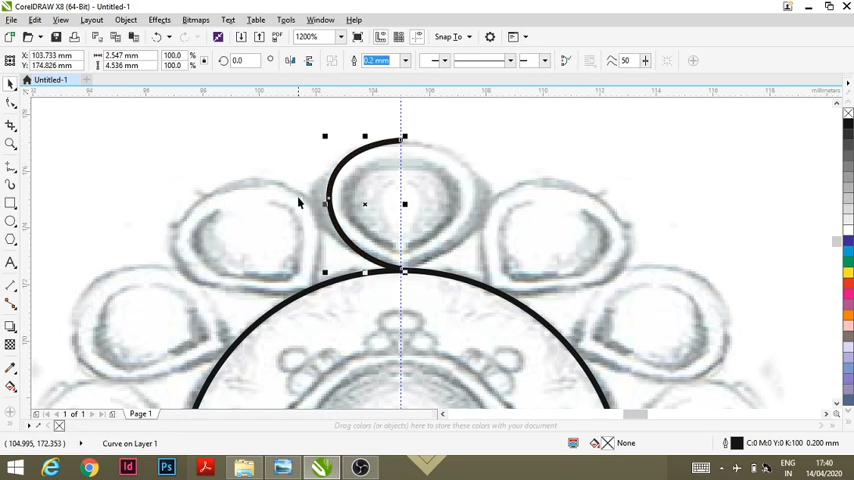 CorelDRAW X8 (64-Bit) - Untitled-1
File Edit View Layout Object Effects Bitmaps Text Table Tools Window Help
PDF 1200% Snap To
X: 103.733 mm 2.547 mm 100.0 % 0.0 0.2 mm 50
Y: 174.826 mm 4.536 mm 100.0 %
Untitled-1
92 94 96 98 100 102 104 106 108 110 112 114 116 118 millimeters
1 of 1 Page 1
Drag colors (or objects) here to store these colors with your document
(104.995, 172.353) Curve on Layer 1 None C:0 M:0 Y:0 K:100 0.200 mm
ENG 17:40
IN 14/04/2020